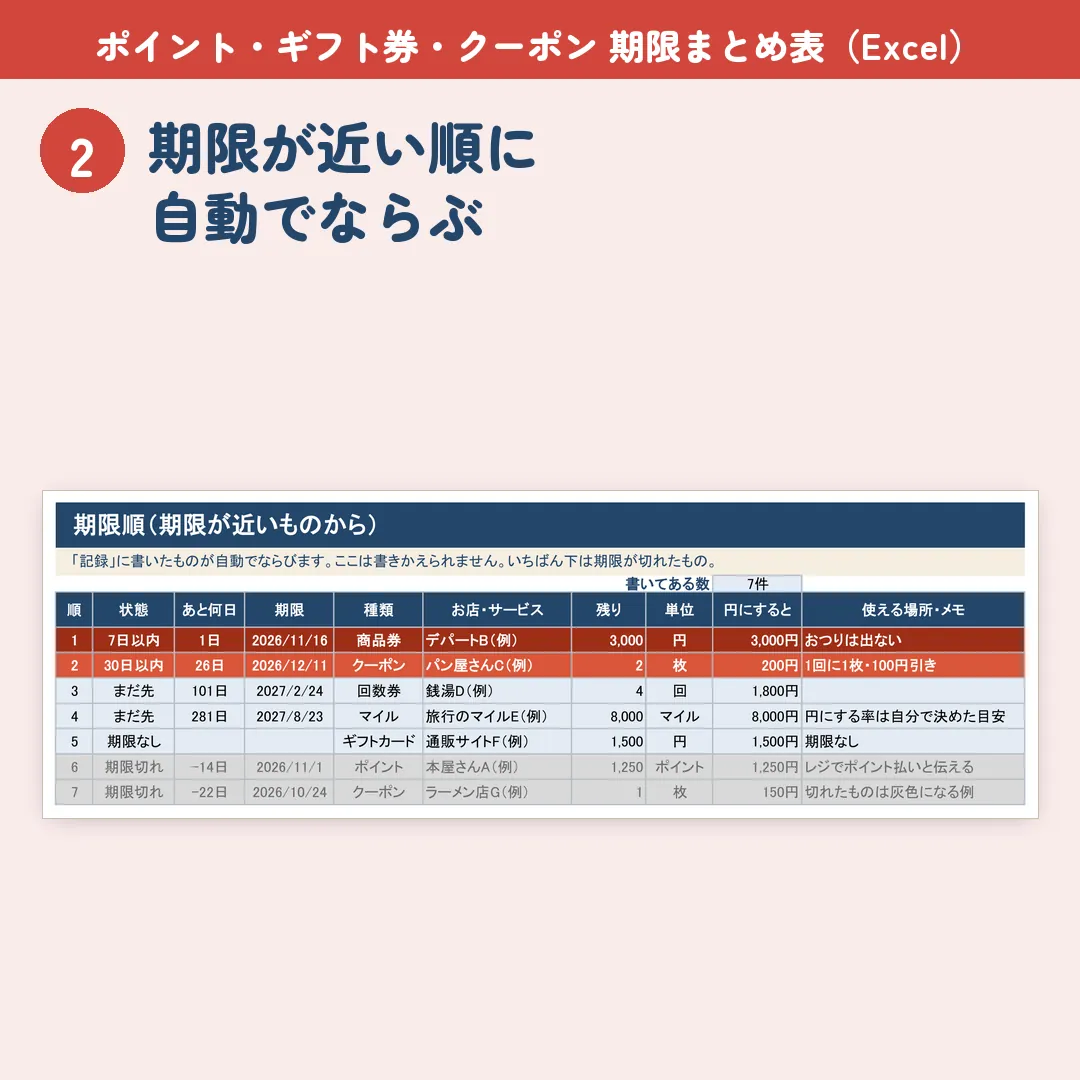 ポイント・ギフト券・クーポン 期限まとめ表（Excel）
2 期限が近い順に
自動でならぶ
期限順（期限が近いものから）
「記録」に書いたものが自動でならびます。ここは書きかえられません。いちばん下は期限が切れたもの。
書いてある数 7件
順 状態 あと何日 期限 種類 お店・サービス 残り 単位 円にすると 使える場所・メモ
1 7日以内 1日 2026/11/16 商品券 デパートB（例） 3,000 円 3,000円 おつりは出ない
2 30日以内 26日 2026/12/11 クーポン パン屋さんC（例） 2 枚 200円 1回に1枚・100円引き
3 まだ先 101日 2027/2/24 回数券 銭湯D（例） 4 回 1,800円
4 まだ先 281日 2027/8/23 マイル 旅行のマイルE（例） 8,000 マイル 8,000円 円にする率は自分で決めた目安
5 期限なし ギフトカード 通販サイトF（例） 1,500 円 1,500円 期限なし
6 期限切れ -14日 2026/11/1 ポイント 本屋さんA（例） 1,250 ポイント 1,250円 レジでポイント払いと伝える
7 期限切れ -22日 2026/10/24 クーポン ラーメン店G（例） 1 枚 150円 切れたものは灰色になる例